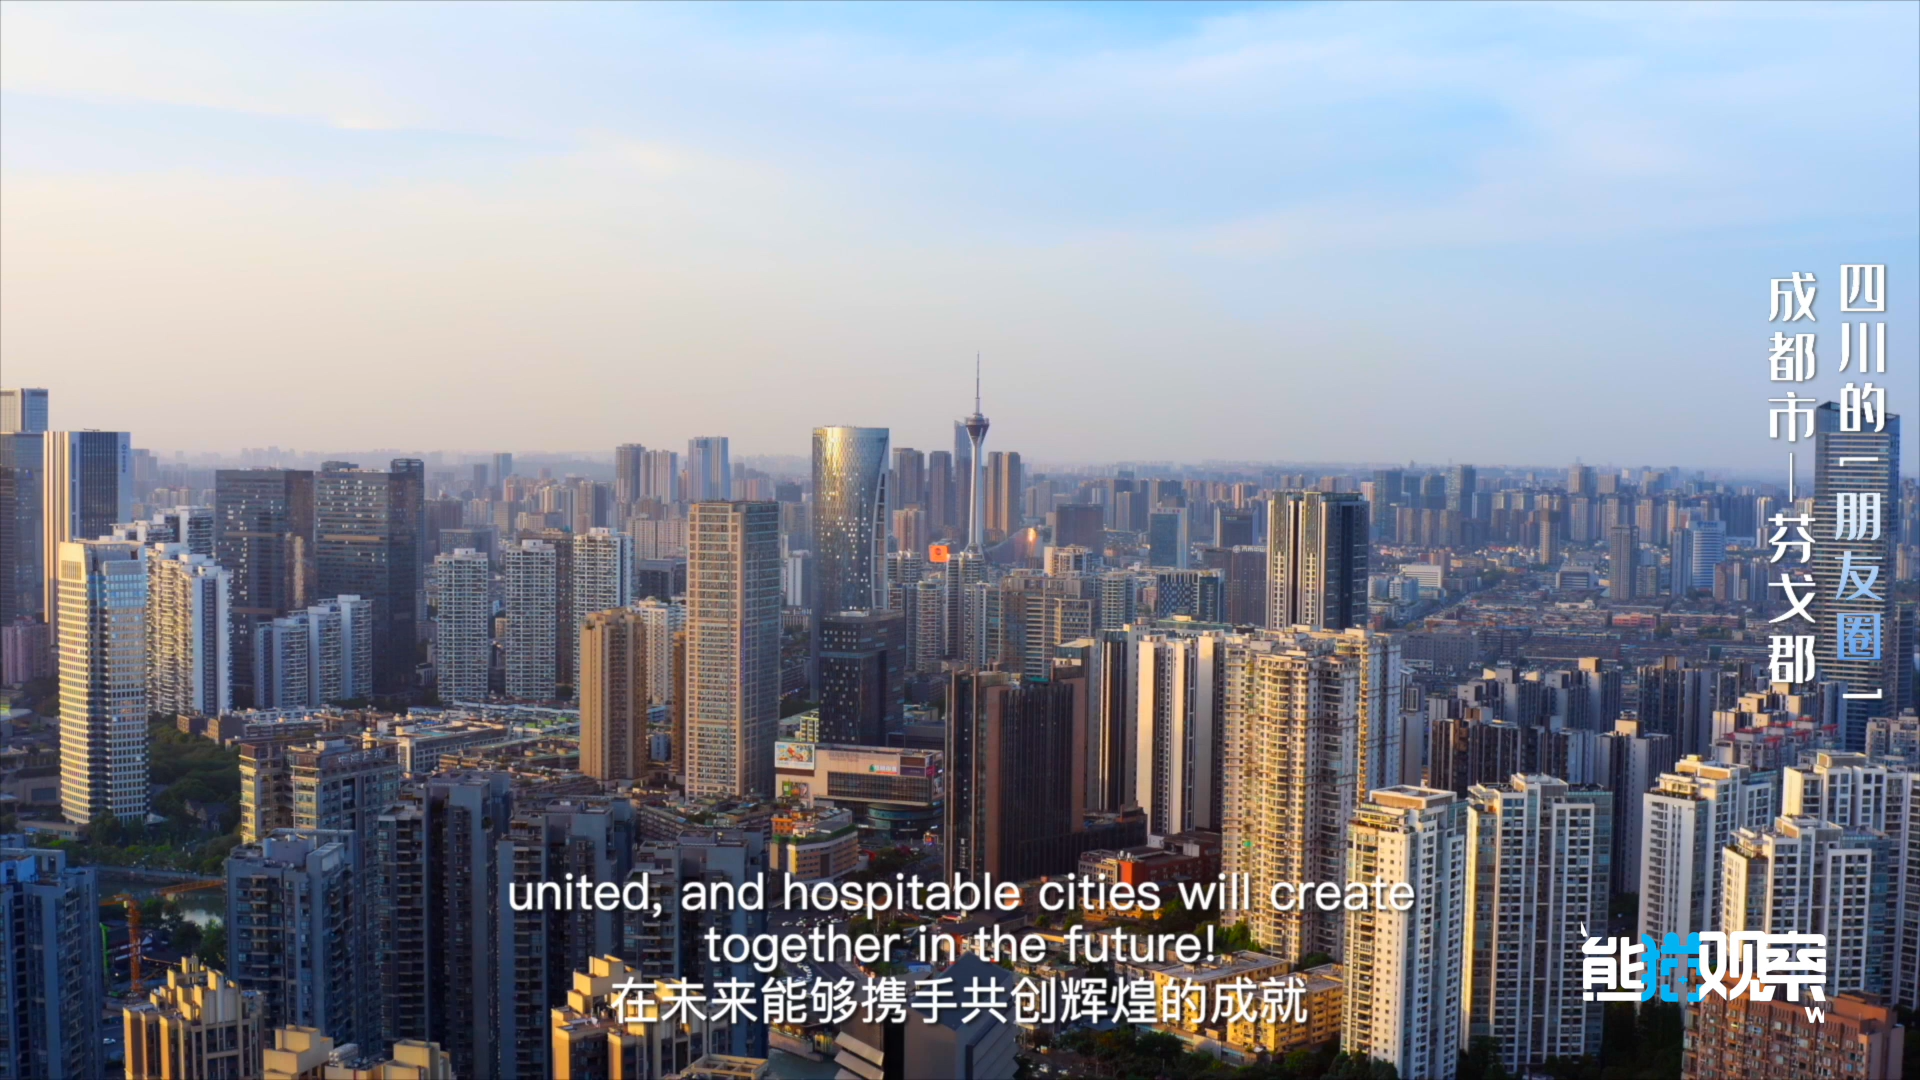 四川的「朋友圈」
成都市—芬戈郡
united, and hospitable cities will create
together in the future!
在未来能够携手共创辉煌的成就
熊猫观察
W